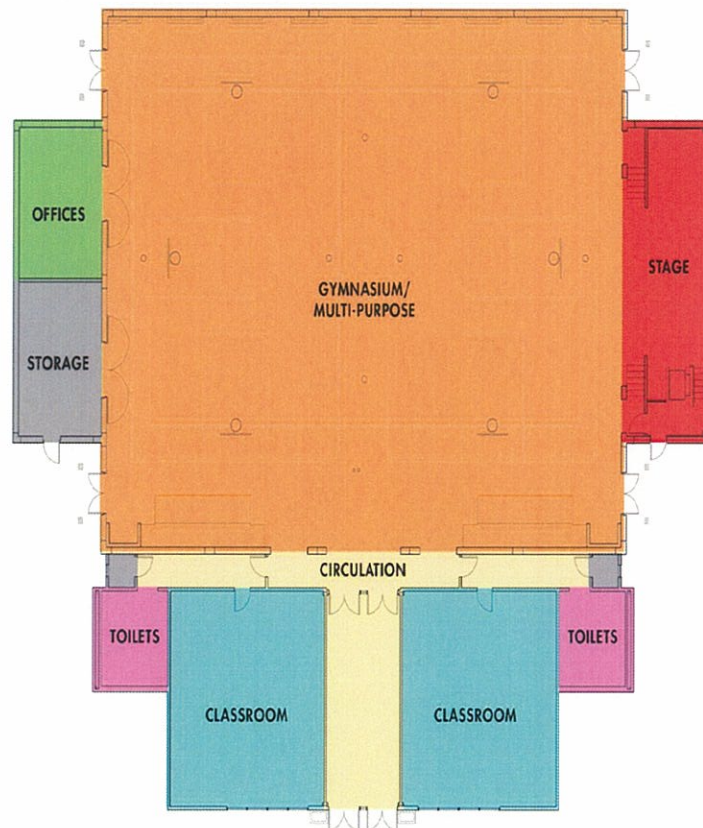 OFFICES
GYMNASIUM/
MULTI-PURPOSE
STAGE
STORAGE
CIRCULATION
TOILETS
TOILETS
CLASSROOM
CLASSROOM